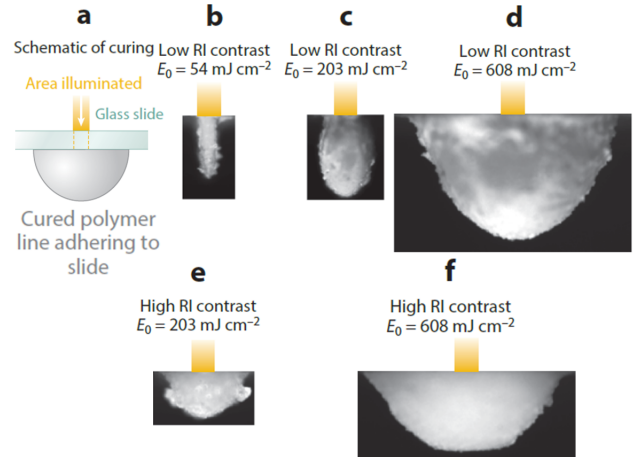 a
Schematic of curing
Area illuminated
Glass slide
Cured polymer
line adhering to
slide
b
Low RI contrast
E₀ = 54 mJ cm⁻²
c
Low RI contrast
E₀ = 203 mJ cm⁻²
d
Low RI contrast
E₀ = 608 mJ cm⁻²
e
High RI contrast
E₀ = 203 mJ cm⁻²
f
High RI contrast
E₀ = 608 mJ cm⁻²